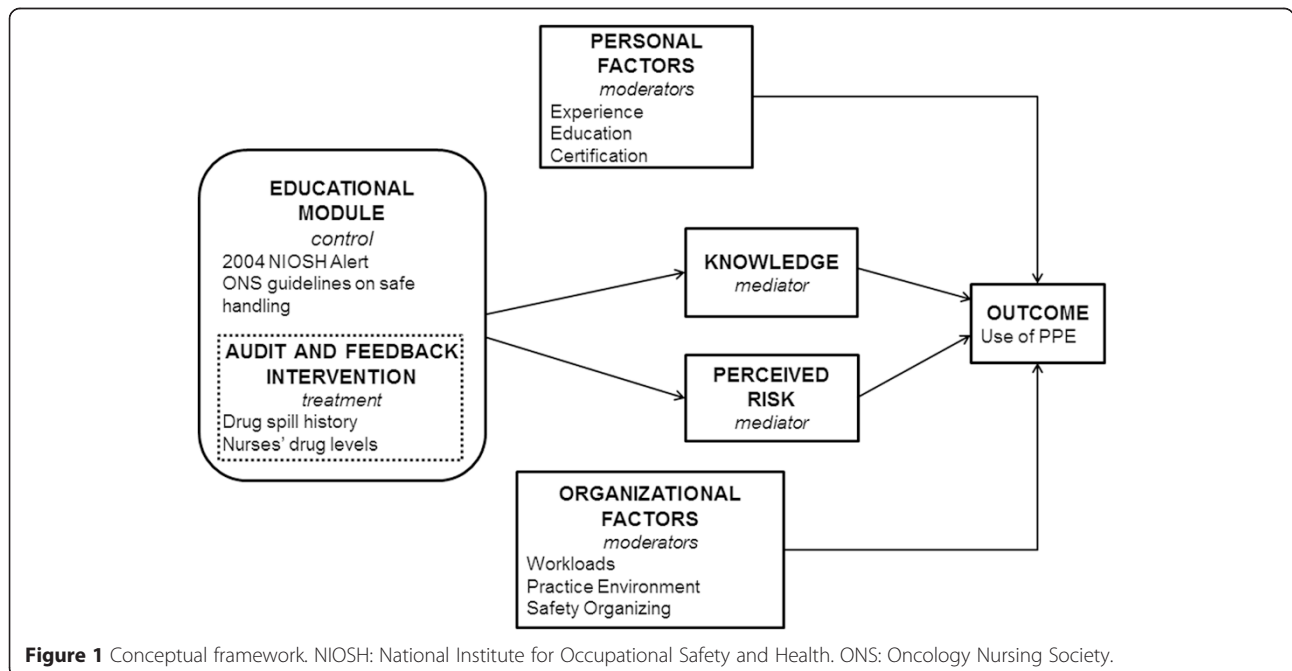 PERSONAL
FACTORS
moderators
Experience
Education
Certification
EDUCATIONAL
MODULE
control
2004 NIOSH Alert
ONS guidelines on safe
handling
AUDIT AND FEEDBACK
INTERVENTION
treatment
Drug spill history
Nurses' drug levels
KNOWLEDGE
mediator
PERCEIVED
RISK
mediator
OUTCOME
Use of PPE
ORGANIZATIONAL
FACTORS
moderators
Workloads
Practice Environment
Safety Organizing
Figure 1 Conceptual framework. NIOSH: National Institute for Occupational Safety and Health. ONS: Oncology Nursing Society.